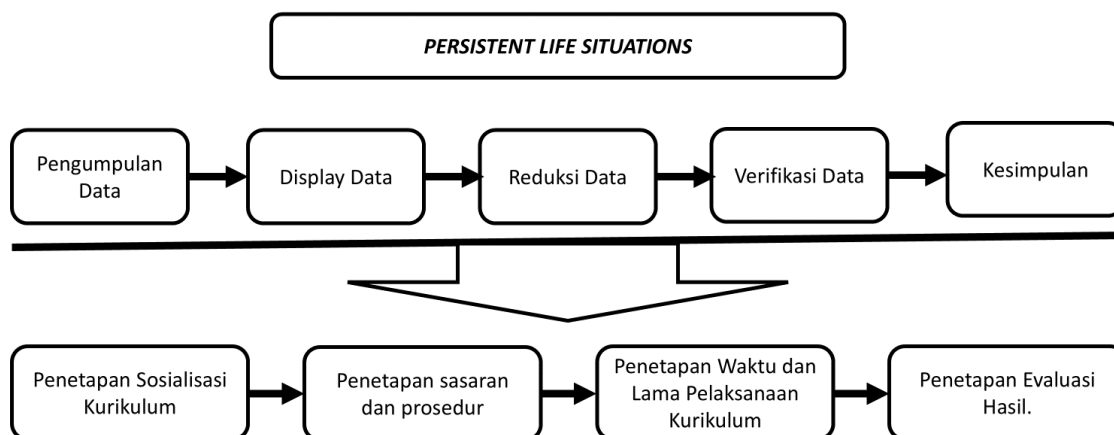 PERSISTENT LIFE SITUATIONS
Pengumpulan
Data
Display Data
Reduksi Data
Verifikasi Data
Kesimpulan
Penetapan Sosialisasi
Kurikulum
Penetapan sasaran
dan prosedur
Penetapan Waktu dan
Lama Pelaksanaan
Kurikulum
Penetapan Evaluasi
Hasil.